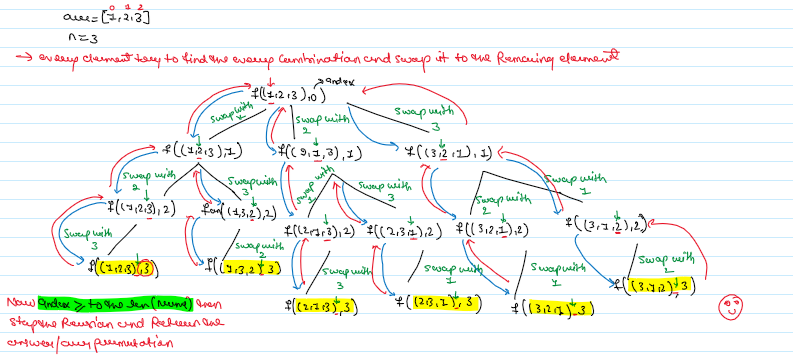 0 1 2
arr=[1,2,3]
n=3
→ every element try to find the every Combination and swap it to the Remaining element
index
f((1,2,3),0)
swap with 1
swap with 2
swap with 3
f((1,2,3),1)
f((2,1,3),1)
f((3,2,1),1)
swap with 2
swap with 3
swap with 1
swap with 3
swap with 2
swap with 1
f((1,2,3),2)
f((1,3,2),2)
f((2,1,3),2)
f((2,3,1),2)
f((3,2,1),2)
f((3,1,2),2)
swap with 3
swap with 2
swap with 3
swap with 1
swap with 1
swap with 2
f((1,2,3),3)
f((1,3,2),3)
f((2,1,3),3)
f((2,3,1),3)
f((3,2,1),3)
f((3,1,2),3)
Now index >= to the len(nums) then
stop the Recursion and Return the
answer/our permutation